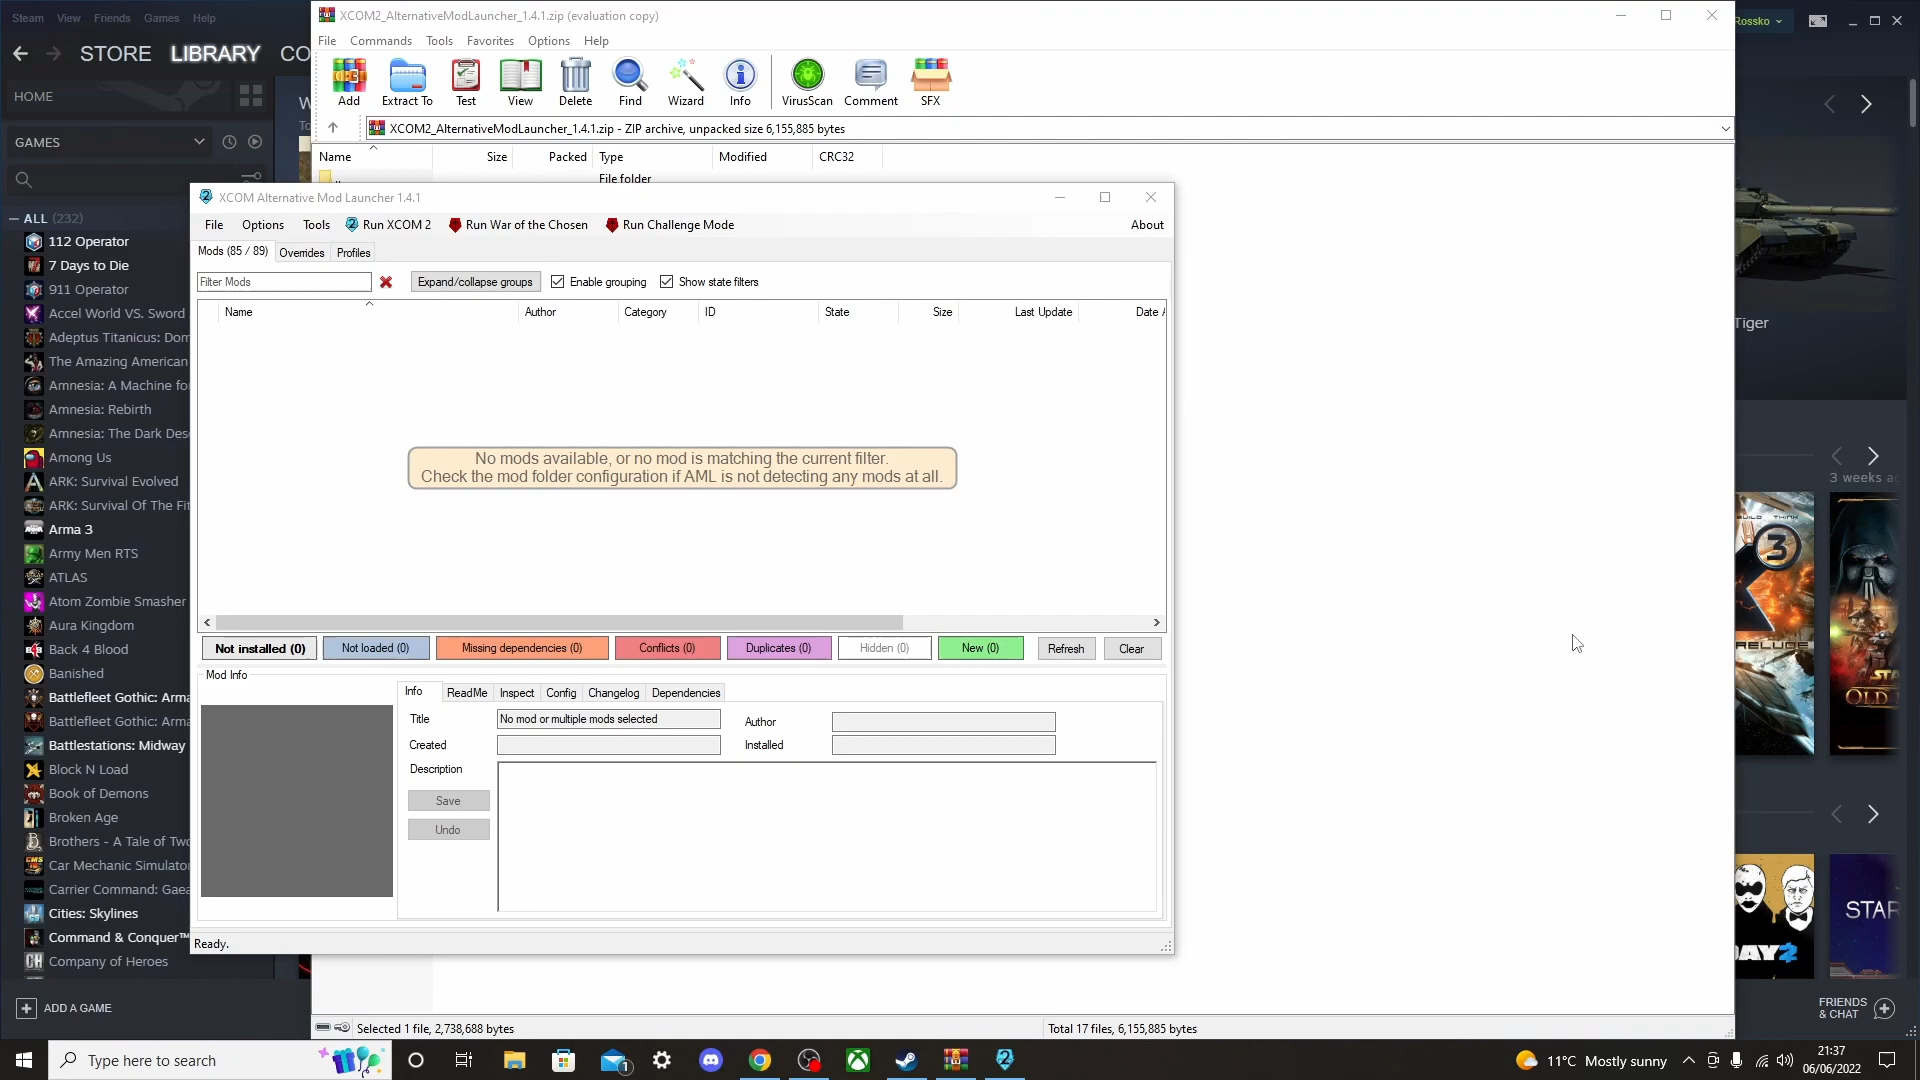 Steam View Friends Games Help
XCOM2_AlternativeModLauncher_1.4.1.zip (evaluation copy)
Rossko
STORE LIBRARY CO
File Commands Tools Favorites Options Help
Add Extract To Test View Delete Find Wizard Info VirusScan Comment SFX
HOME
XCOM2_AlternativeModLauncher_1.4.1.zip - ZIP archive, unpacked size 6,155,885 bytes
GAMES
Name Size Packed Type Modified CRC32
..
File folder
XCOM Alternative Mod Launcher 1.4.1
File Options Tools Run XCOM 2 Run War of the Chosen Run Challenge Mode About
Mods (85 / 89) Overrides Profiles
Filter Mods Expand/collapse groups Enable grouping Show state filters
Name Author Category ID State Size Last Update Date
No mods available, or no mod is matching the current filter.
Check the mod folder configuration if AML is not detecting any mods at all.
Not installed (0) Not loaded (0) Missing dependencies (0) Conflicts (0) Duplicates (0) Hidden (0) New (0) Refresh Clear
Mod Info
Info ReadMe Inspect Config Changelog Dependencies
Title No mod or multiple mods selected Author
Created Installed
Description
Save
Undo
Ready.
ALL (232)
112 Operator
7 Days to Die
911 Operator
Accel World VS. Sword
Adeptus Titanicus: Dom
The Amazing American
Amnesia: A Machine fo
Amnesia: Rebirth
Amnesia: The Dark Des
Among Us
ARK: Survival Evolved
ARK: Survival Of The Fit
Arma 3
Army Men RTS
ATLAS
Atom Zombie Smasher
Aura Kingdom
Back 4 Blood
Banished
Battlefleet Gothic: Arma
Battlefleet Gothic: Arma
Battlestations: Midway
Block N Load
Book of Demons
Broken Age
Brothers - A Tale of Two
Car Mechanic Simulator
Carrier Command: Gaea
Cities: Skylines
Command & Conquer™
Company of Heroes
ADD A GAME
Tiger
3 weeks ag
3
RELUDE
STA
OLD
DAY2
STAR
FRIENDS
& CHAT
Selected 1 file, 2,738,688 bytes
Total 17 files, 6,155,885 bytes
Type here to search
1
11°C Mostly sunny
21:37
06/06/2022